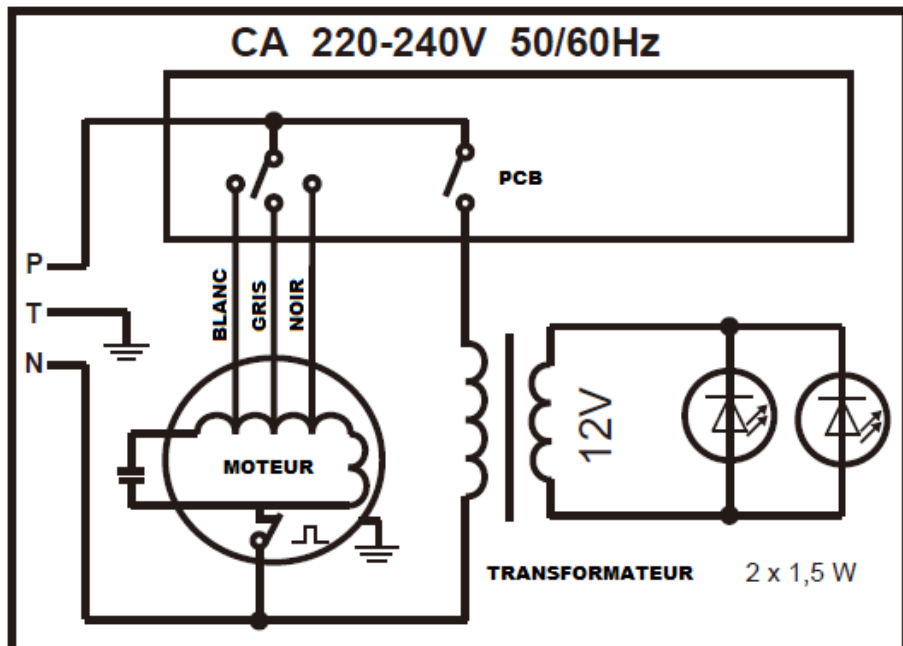 CA 220-240V 50/60Hz
PCB
P
T
N
BLANC
GRIS
NOIR
MOTEUR
12V
TRANSFORMATEUR
2 x 1,5 W